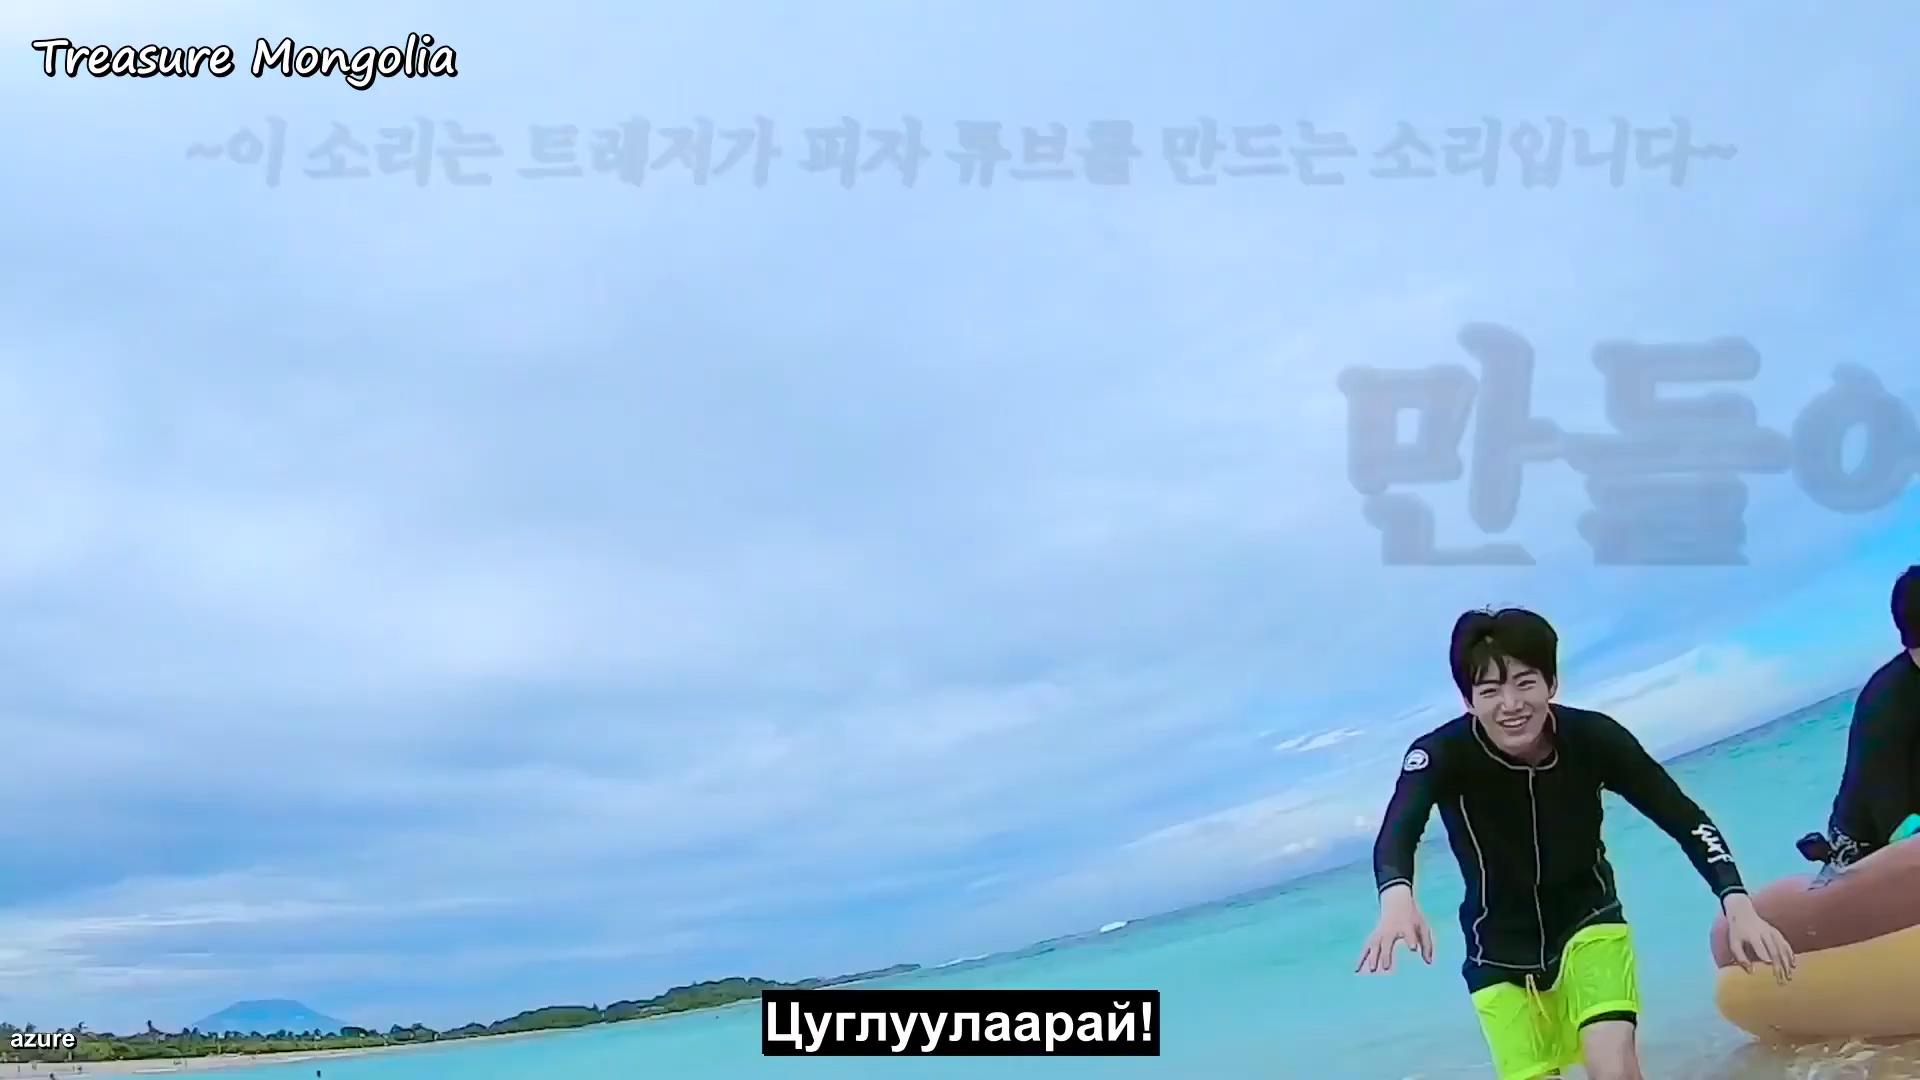 Treasure Mongolia
~이 소리는 트레저가 피자 튜브를 만드는 소리입니다~
만들어
Surf
azure
Цуглуулаарай!